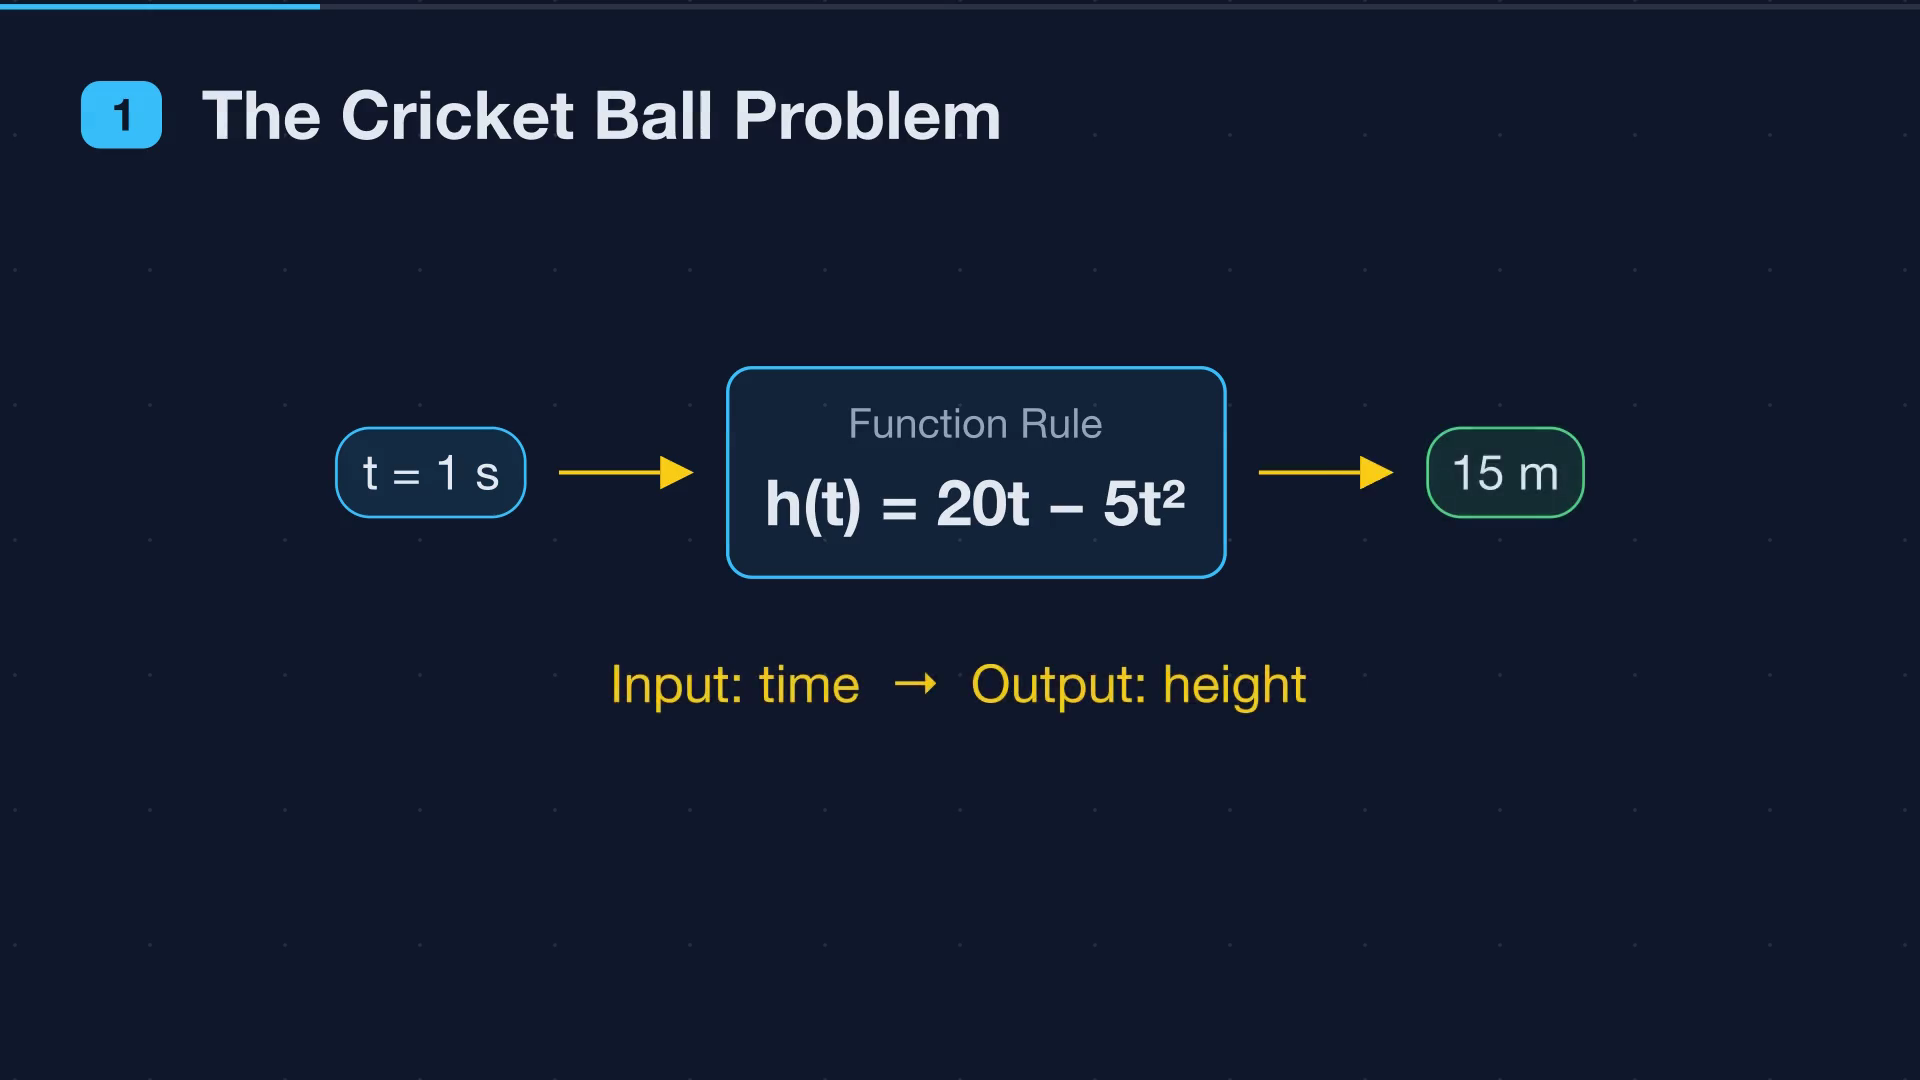 1 The Cricket Ball Problem
Function Rule
t = 1 s
h(t) = 20t – 5t²
15 m
Input: time → Output: height